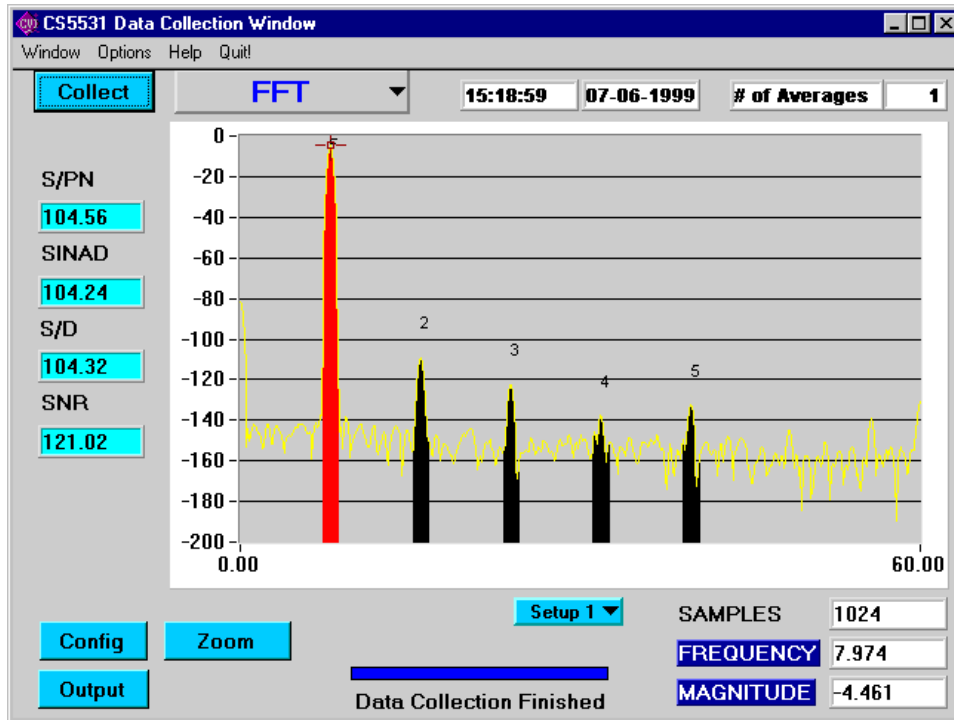 CVI CS5531 Data Collection Window
Window Options Help Quit!
Collect FFT 15:18:59 07-06-1999 # of Averages 1
S/PN
104.56
SINAD
104.24
S/D
104.32
SNR
121.02
0
-20
-40
-60
-80
-100
-120
-140
-160
-180
-200
F
2
3
4
5
0.00 60.00
Setup 1
SAMPLES 1024
Config Zoom
FREQUENCY 7.974
Output
MAGNITUDE -4.461
Data Collection Finished